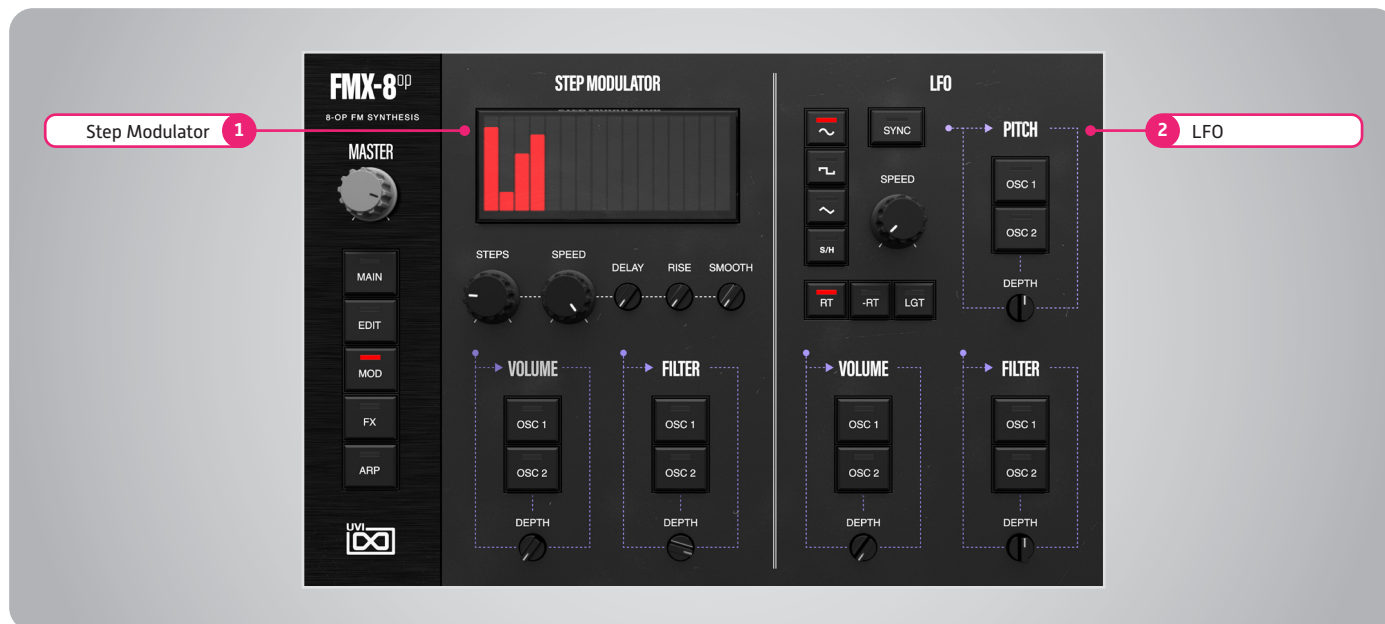 FMX-8op
8-OP FM SYNTHESIS
MASTER
MAIN
EDIT
MOD
FX
ARP
UVI
Step Modulator 1
STEP MODULATOR
STEPS SPEED DELAY RISE SMOOTH
VOLUME
OSC 1
OSC 2
DEPTH
FILTER
OSC 1
OSC 2
DEPTH
LFO
SYNC
SPEED
S/H
RT -RT LGT
PITCH
OSC 1
OSC 2
DEPTH
VOLUME
OSC 1
OSC 2
DEPTH
FILTER
OSC 1
OSC 2
DEPTH
2 LFO